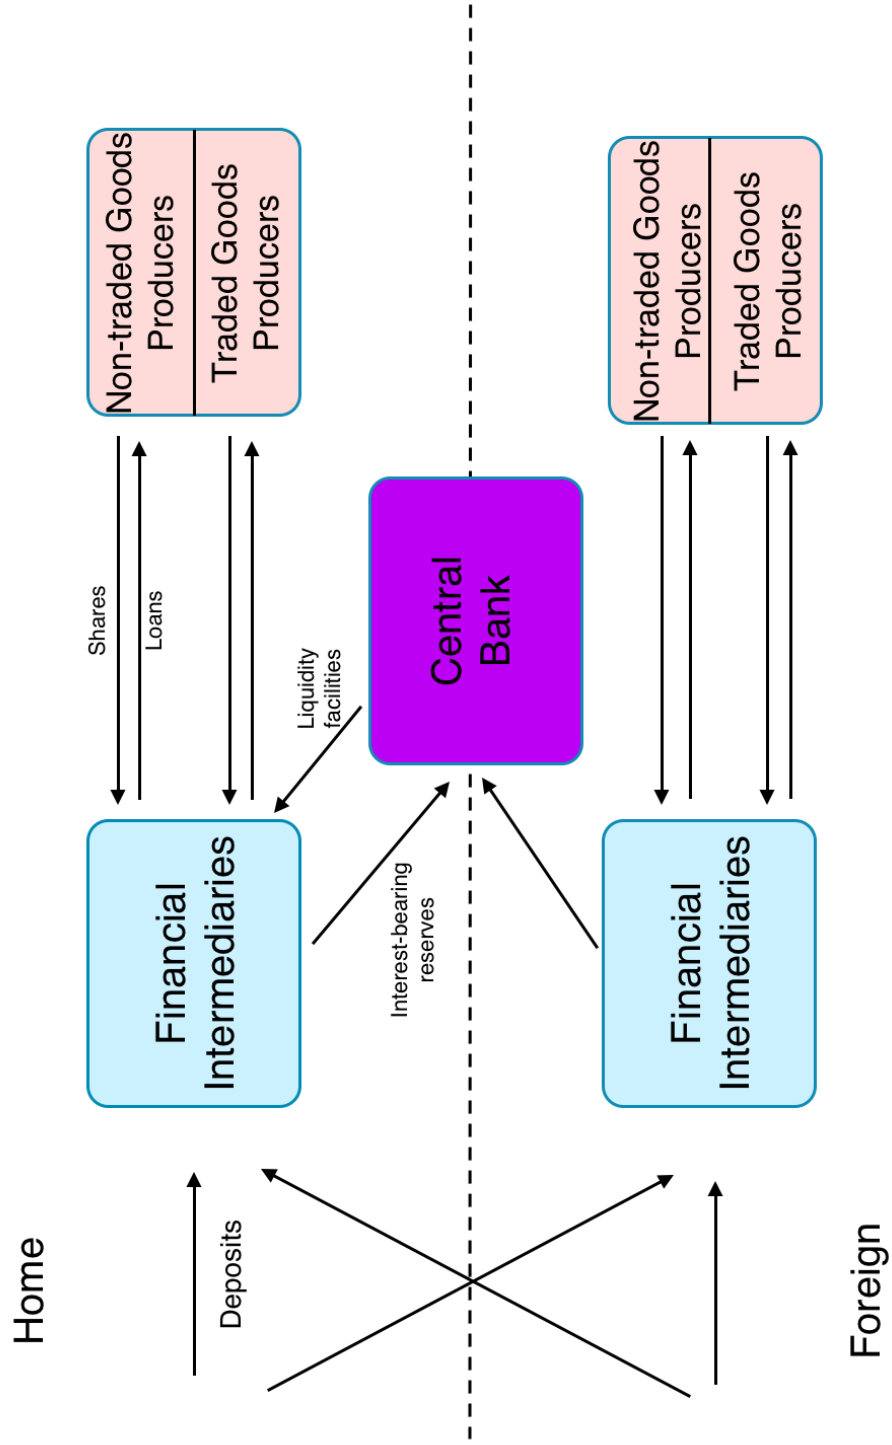 Home
Deposits
Financial
Intermediaries
Shares
Loans
Non-traded Goods
Producers
Traded Goods
Producers
Liquidity
facilities
Interest-bearing
reserves
Central
Bank
Financial
Intermediaries
Non-traded Goods
Producers
Traded Goods
Producers
Foreign